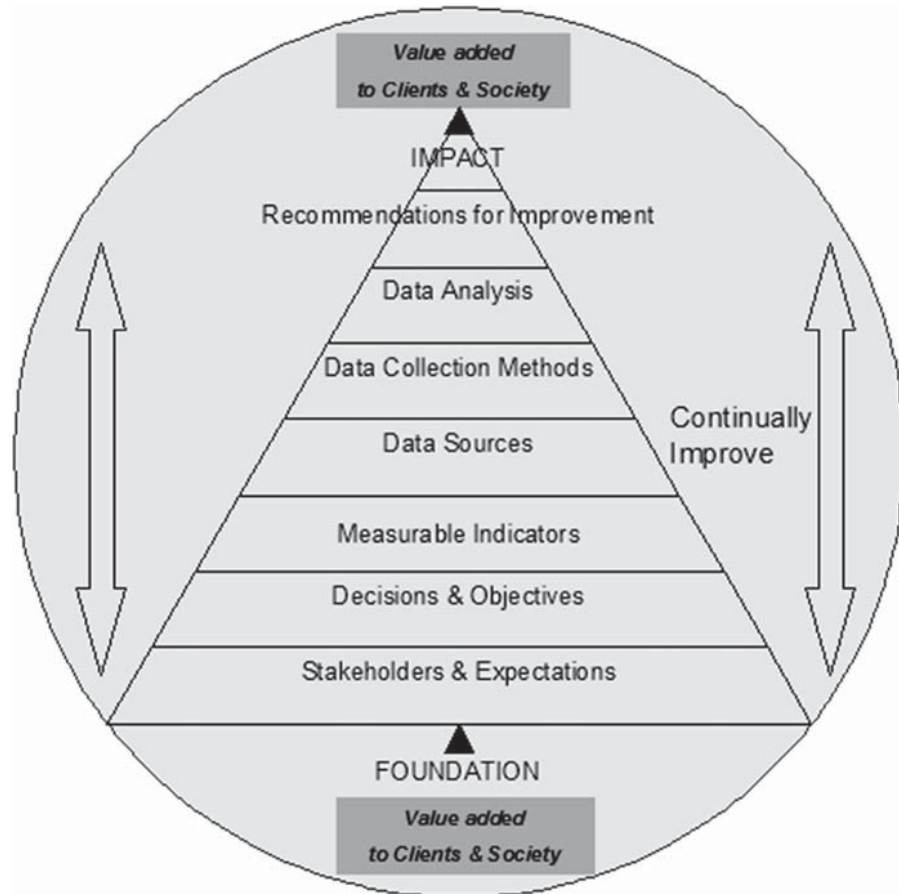 Value added
to Clients & Society
IMPACT
Recommendations for Improvement
Data Analysis
Data Collection Methods
Data Sources
Continually
Improve
Measurable Indicators
Decisions & Objectives
Stakeholders & Expectations
FOUNDATION
Value added
to Clients & Society